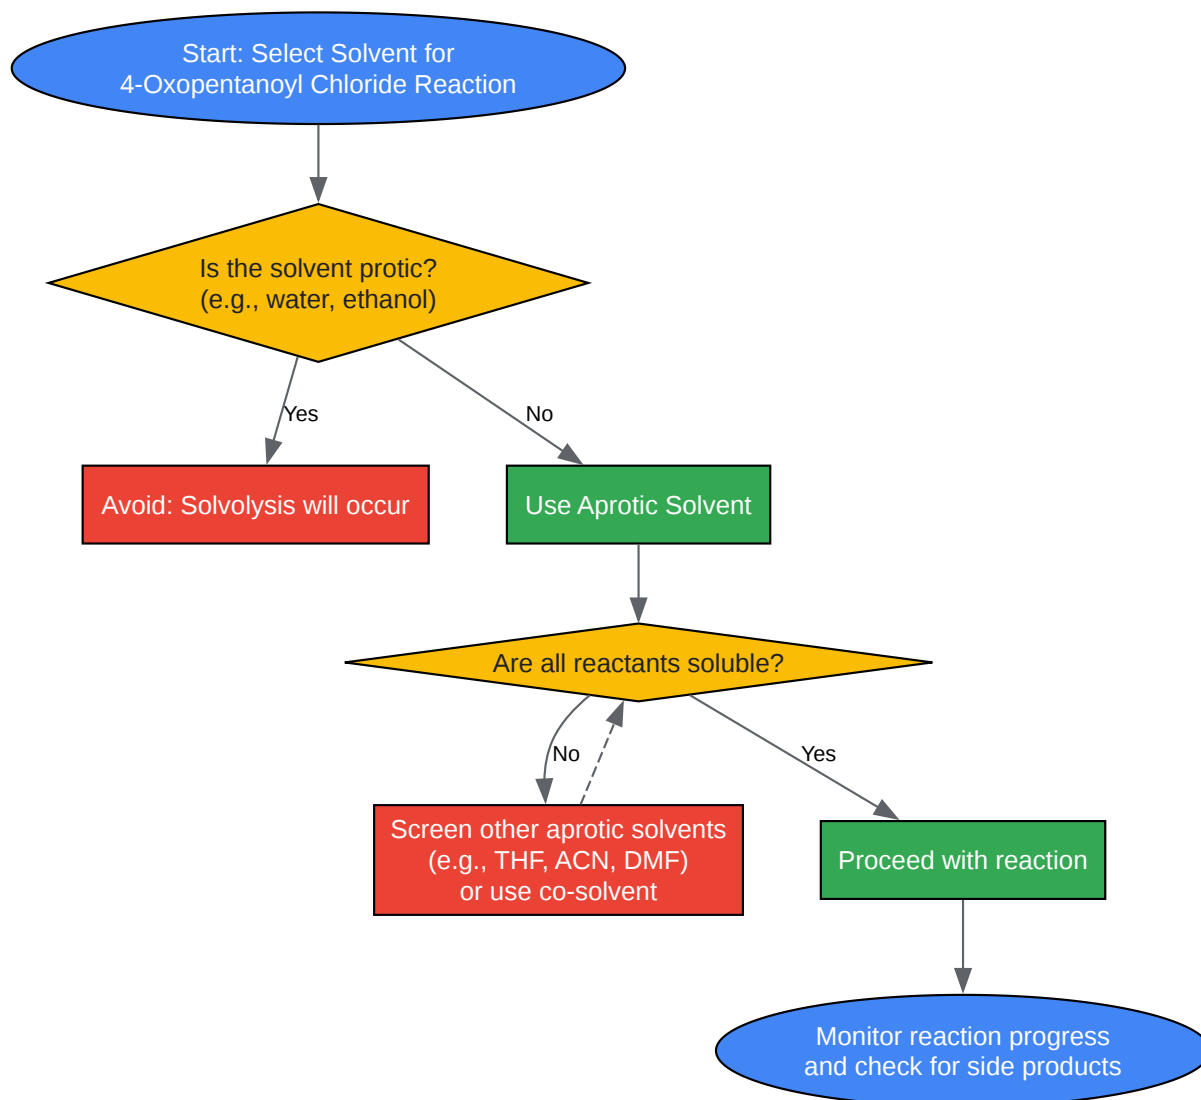 Start: Select Solvent for
4-Oxopentanoyl Chloride Reaction
Is the solvent protic?
(e.g., water, ethanol)
Yes
No
Avoid: Solvolysis will occur
Use Aprotic Solvent
Are all reactants soluble?
No
Yes
Screen other aprotic solvents
(e.g., THF, ACN, DMF)
or use co-solvent
Proceed with reaction
Monitor reaction progress
and check for side products